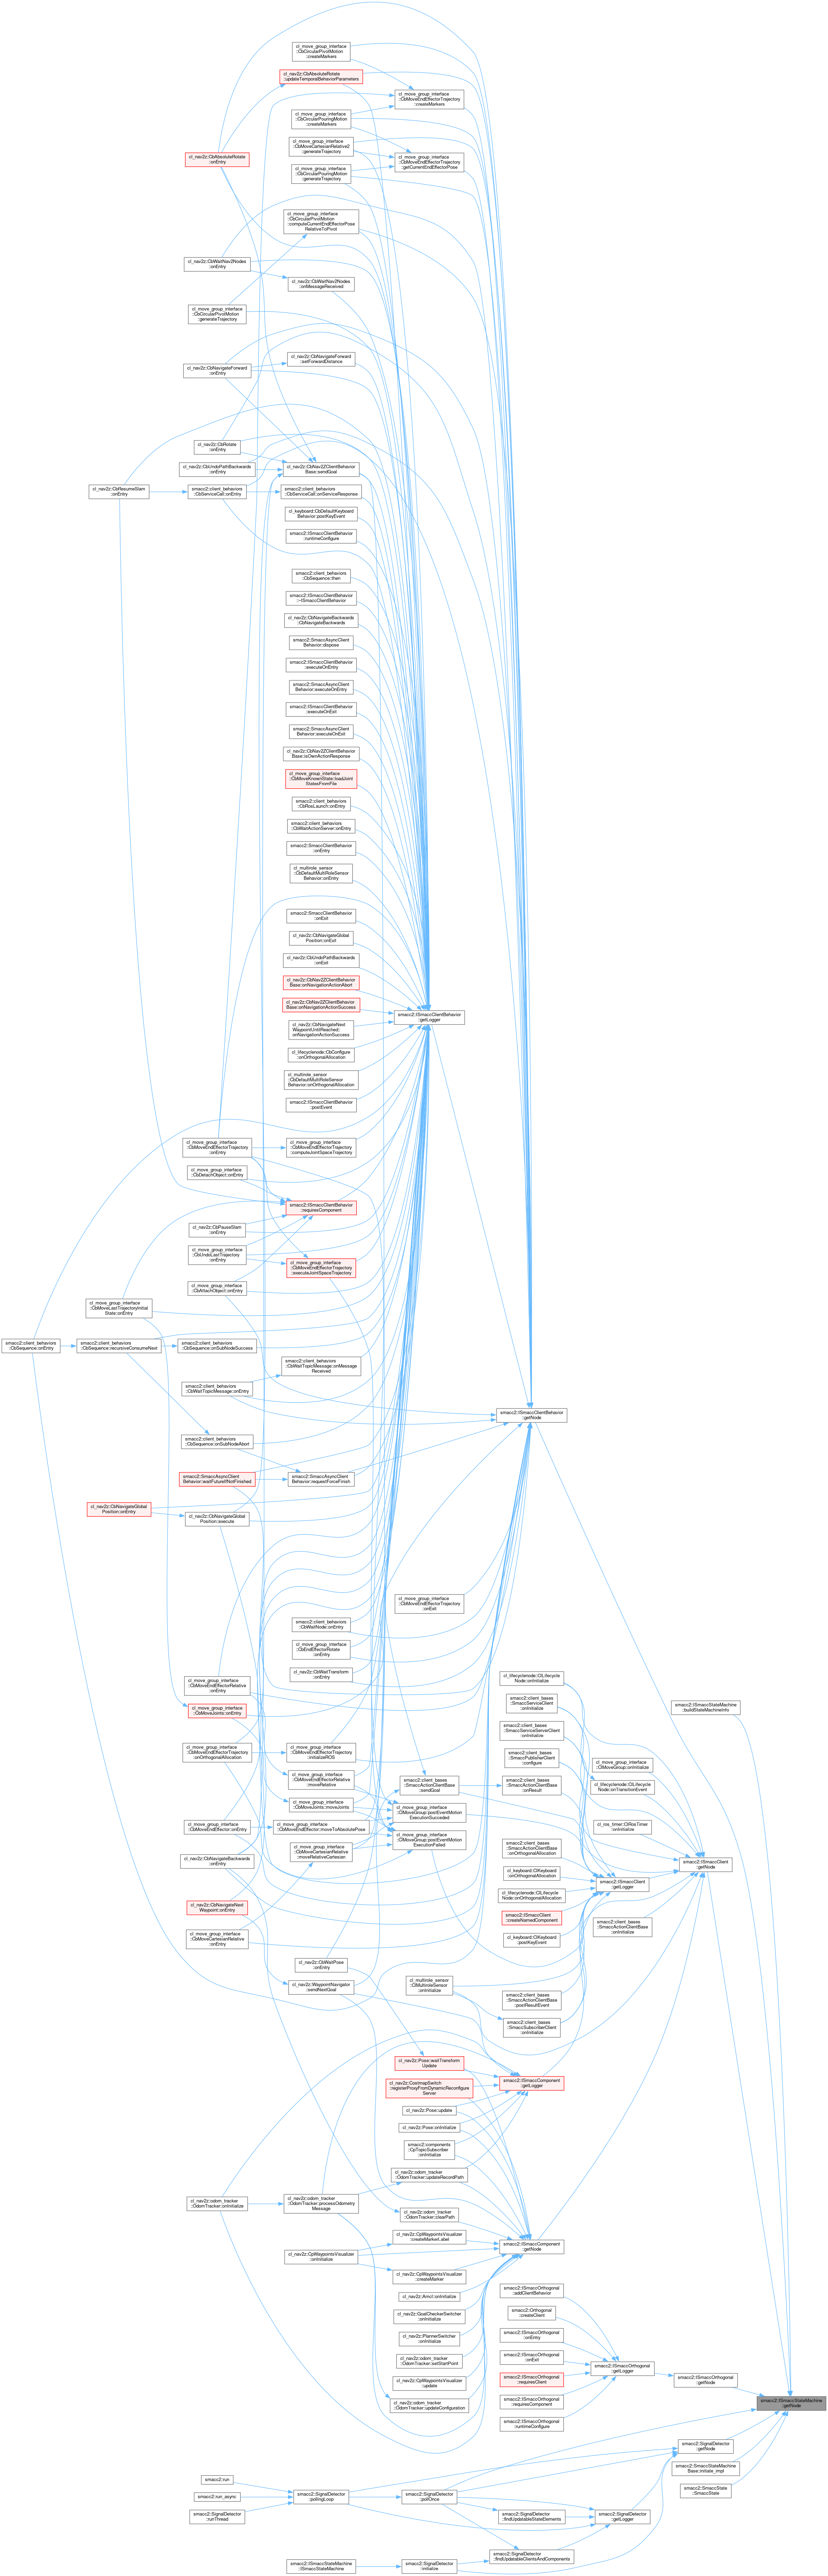 cl_move_group_interface
::CbCircularPivotMotion
::createMarkers
cl_nav2z::CbAbsoluteRotate
::updateTemporalBehaviorParameters
cl_move_group_interface
::CbMoveEndEffectorTrajectory
::createMarkers
cl_move_group_interface
::CbCircularPouringMotion
::createMarkers
cl_move_group_interface
::CbMoveCartesianRelative2
::generateTrajectory
cl_nav2z::CbAbsoluteRotate
::onEntry
cl_move_group_interface
::CbMoveEndEffectorTrajectory
::getCurrentEndEffectorPose
cl_move_group_interface
::CbCircularPouringMotion
::generateTrajectory
cl_move_group_interface
::CbCircularPivotMotion
::computeCurrentEndEffectorPose
RelativeToPivot
cl_nav2z::CbWaitNav2Nodes
::onEntry
cl_nav2z::CbWaitNav2Nodes
::onMessageReceived
cl_move_group_interface
::CbCircularPivotMotion
::generateTrajectory
cl_nav2z::CbNavigateForward
::setForwardDistance
cl_nav2z::CbNavigateForward
::onEntry
cl_nav2z::CbRotate
::onEntry
cl_nav2z::CbUndoPathBackwards
::onEntry
cl_nav2z::CbNav2ZClientBehavior
Base::sendGoal
cl_nav2z::CbResumeSlam
::onEntry
smacc2::client_behaviors
::CbServiceCall::onEntry
smacc2::client_behaviors
::CbServiceCall::onServiceResponse
cl_keyboard::CbDefaultKeyboard
Behavior::postKeyEvent
smacc2::ISmaccClientBehavior
::runtimeConfigure
smacc2::client_behaviors
::CbSequence::then
smacc2::ISmaccClientBehavior
::~ISmaccClientBehavior
cl_nav2z::CbNavigateBackwards
::CbNavigateBackwards
smacc2::SmaccAsyncClient
Behavior::dispose
smacc2::ISmaccClientBehavior
::executeOnEntry
smacc2::SmaccAsyncClient
Behavior::executeOnEntry
smacc2::ISmaccClientBehavior
::executeOnExit
smacc2::SmaccAsyncClient
Behavior::executeOnExit
cl_nav2z::CbNav2ZClientBehavior
Base::isOwnActionResponse
cl_move_group_interface
::CbMoveKnownState::loadJoint
StatesFromFile
smacc2::client_behaviors
::CbRosLaunch::onEntry
smacc2::client_behaviors
::CbWaitActionServer::onEntry
smacc2::SmaccClientBehavior
::onEntry
cl_multirole_sensor
::CbDefaultMultiRoleSensor
Behavior::onEntry
smacc2::SmaccClientBehavior
::onExit
cl_nav2z::CbNavigateGlobal
Position::onExit
cl_nav2z::CbUndoPathBackwards
::onExit
cl_nav2z::CbNav2ZClientBehavior
Base::onNavigationActionAbort
cl_nav2z::CbNav2ZClientBehavior
Base::onNavigationActionSuccess
smacc2::ISmaccClientBehavior
::getLogger
cl_nav2z::CbNavigateNext
WaypointUntilReached::
onNavigationActionSuccess
cl_lifecyclenode::CbConfigure
::onOrthogonalAllocation
cl_multirole_sensor
::CbDefaultMultiRoleSensor
Behavior::onOrthogonalAllocation
smacc2::ISmaccClientBehavior
::postEvent
cl_move_group_interface
::CbMoveEndEffectorTrajectory
::onEntry
cl_move_group_interface
::CbMoveEndEffectorTrajectory
::computeJointSpaceTrajectory
cl_move_group_interface
::CbDetachObject::onEntry
smacc2::ISmaccClientBehavior
::requiresComponent
cl_nav2z::CbPauseSlam
::onEntry
cl_move_group_interface
::CbUndoLastTrajectory
::onEntry
cl_move_group_interface
::CbMoveEndEffectorTrajectory
::executeJointSpaceTrajectory
cl_move_group_interface
::CbAttachObject::onEntry
cl_move_group_interface
::CbMoveLastTrajectoryInitial
State::onEntry
smacc2::client_behaviors
::CbSequence::onEntry
smacc2::client_behaviors
::CbSequence::recursiveConsumeNext
smacc2::client_behaviors
::CbSequence::onSubNodeSuccess
smacc2::client_behaviors
::CbWaitTopicMessage::onMessage
Received
smacc2::client_behaviors
::CbWaitTopicMessage::onEntry
smacc2::ISmaccClientBehavior
::getNode
smacc2::client_behaviors
::CbSequence::onSubNodeAbort
smacc2::SmaccAsyncClient
Behavior::waitFutureIfNotFinished
smacc2::SmaccAsyncClient
Behavior::requestForceFinish
cl_nav2z::CbNavigateGlobal
Position::onEntry
cl_nav2z::CbNavigateGlobal
Position::execute
cl_move_group_interface
::CbMoveEndEffectorTrajectory
::onExit
smacc2::client_behaviors
::CbWaitNode::onEntry
cl_move_group_interface
::CbEndEffectorRotate
::onEntry
cl_nav2z::CbWaitTransform
::onEntry
cl_move_group_interface
::CbMoveEndEffectorRelative
::onEntry
cl_move_group_interface
::CbMoveJoints::onEntry
cl_move_group_interface
::CbMoveEndEffectorTrajectory
::onOrthogonalAllocation
cl_move_group_interface
::CbMoveEndEffectorTrajectory
::initializeROS
cl_move_group_interface
::CbMoveEndEffectorRelative
::moveRelative
cl_move_group_interface
::CbMoveJoints::moveJoints
cl_move_group_interface
::CbMoveEndEffector::onEntry
cl_move_group_interface
::CbMoveEndEffector::moveToAbsolutePose
cl_move_group_interface
::CbMoveCartesianRelative
::moveRelativeCartesian
cl_nav2z::CbNavigateBackwards
::onEntry
cl_nav2z::CbNavigateNext
Waypoint::onEntry
cl_move_group_interface
::CbMoveCartesianRelative
::onEntry
cl_nav2z::CbWaitPose
::onEntry
cl_nav2z::WaypointNavigator
::sendNextGoal
smacc2::client_bases
::SmaccActionClientBase
::sendGoal
cl_move_group_interface
::ClMoveGroup::postEventMotion
ExecutionSucceded
cl_move_group_interface
::ClMoveGroup::postEventMotion
ExecutionFailed
cl_lifecyclenode::ClLifecycle
Node::onInitialize
smacc2::client_bases
::SmaccServiceClient
::onInitialize
smacc2::client_bases
::SmaccServiceServerClient
::onInitialize
smacc2::client_bases
::SmaccPublisherClient
::configure
smacc2::client_bases
::SmaccActionClientBase
::onResult
smacc2::client_bases
::SmaccActionClientBase
::onOrthogonalAllocation
cl_keyboard::ClKeyboard
::onOrthogonalAllocation
cl_lifecyclenode::ClLifecycle
Node::onOrthogonalAllocation
smacc2::ISmaccClient
::createNamedComponent
cl_keyboard::ClKeyboard
::postKeyEvent
smacc2::ISmaccStateMachine
::buildStateMachineInfo
cl_move_group_interface
::ClMoveGroup::onInitialize
cl_lifecyclenode::ClLifecycle
Node::onTransitionEvent
cl_ros_timer::ClRosTimer
::onInitialize
smacc2::ISmaccClient
::getNode
smacc2::ISmaccClient
::getLogger
smacc2::client_bases
::SmaccActionClientBase
::onInitialize
cl_multirole_sensor
::ClMultiroleSensor
::onInitialize
smacc2::client_bases
::SmaccActionClientBase
::postResultEvent
smacc2::client_bases
::SmaccSubscriberClient
::onInitialize
cl_nav2z::Pose::waitTransform
Update
cl_nav2z::CostmapSwitch
::registerProxyFromDynamicReconfigure
Server
smacc2::ISmaccComponent
::getLogger
cl_nav2z::Pose::update
cl_nav2z::Pose::onInitialize
smacc2::components
::CpTopicSubscriber
::onInitialize
cl_nav2z::odom_tracker
::OdomTracker::updateRecordPath
cl_nav2z::odom_tracker
::OdomTracker::onInitialize
cl_nav2z::odom_tracker
::OdomTracker::processOdometry
Message
cl_nav2z::odom_tracker
::OdomTracker::clearPath
cl_nav2z::CpWaypointsVisualizer
::createMarkerLabel
smacc2::ISmaccComponent
::getNode
cl_nav2z::CpWaypointsVisualizer
::onInitialize
cl_nav2z::CpWaypointsVisualizer
::createMarker
cl_nav2z::Amcl::onInitialize
cl_nav2z::GoalCheckerSwitcher
::onInitialize
cl_nav2z::PlannerSwitcher
::onInitialize
cl_nav2z::odom_tracker
::OdomTracker::setStartPoint
cl_nav2z::CpWaypointsVisualizer
::update
cl_nav2z::odom_tracker
::OdomTracker::updateConfiguration
smacc2::ISmaccOrthogonal
::addClientBehavior
smacc2::Orthogonal
::createClient
smacc2::ISmaccOrthogonal
::onEntry
smacc2::ISmaccOrthogonal
::onExit
smacc2::ISmaccOrthogonal
::requiresClient
smacc2::ISmaccOrthogonal
::requiresComponent
smacc2::ISmaccOrthogonal
::runtimeConfigure
smacc2::ISmaccOrthogonal
::getLogger
smacc2::ISmaccOrthogonal
::getNode
smacc2::ISmaccStateMachine
::getNode
smacc2::SignalDetector
::getNode
smacc2::SmaccStateMachine
Base::initiate_impl
smacc2::SmaccState
::SmaccState
smacc2::run
smacc2::run_async
smacc2::SignalDetector
::runThread
smacc2::SignalDetector
::pollingLoop
smacc2::SignalDetector
::pollOnce
smacc2::SignalDetector
::findUpdatableStateElements
smacc2::SignalDetector
::getLogger
smacc2::SignalDetector
::findUpdatableClientsAndComponents
smacc2::ISmaccStateMachine
::ISmaccStateMachine
smacc2::SignalDetector
::initialize